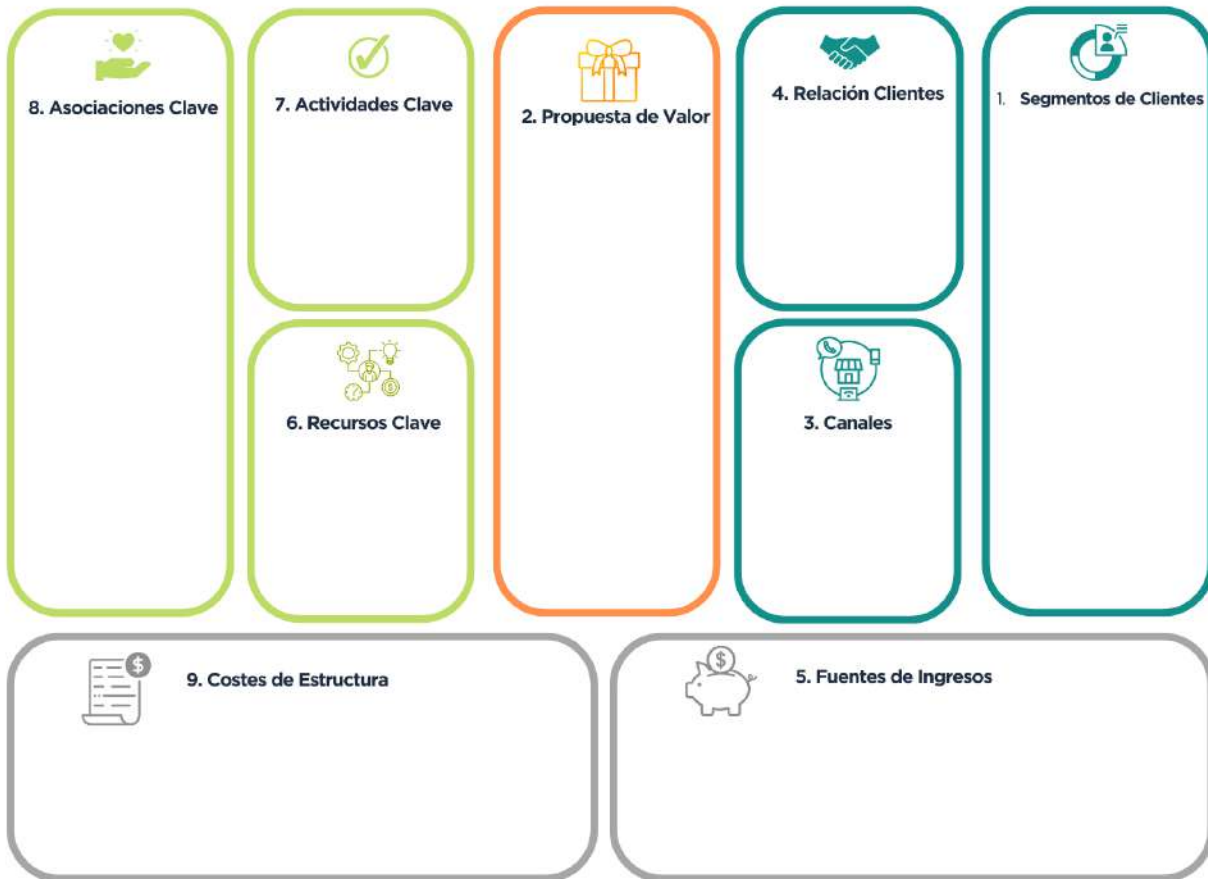 8. Asociaciones Clave
7. Actividades Clave
2. Propuesta de Valor
4. Relación Clientes
1. Segmentos de Clientes
6. Recursos Clave
3. Canales
9. Costes de Estructura
5. Fuentes de Ingresos